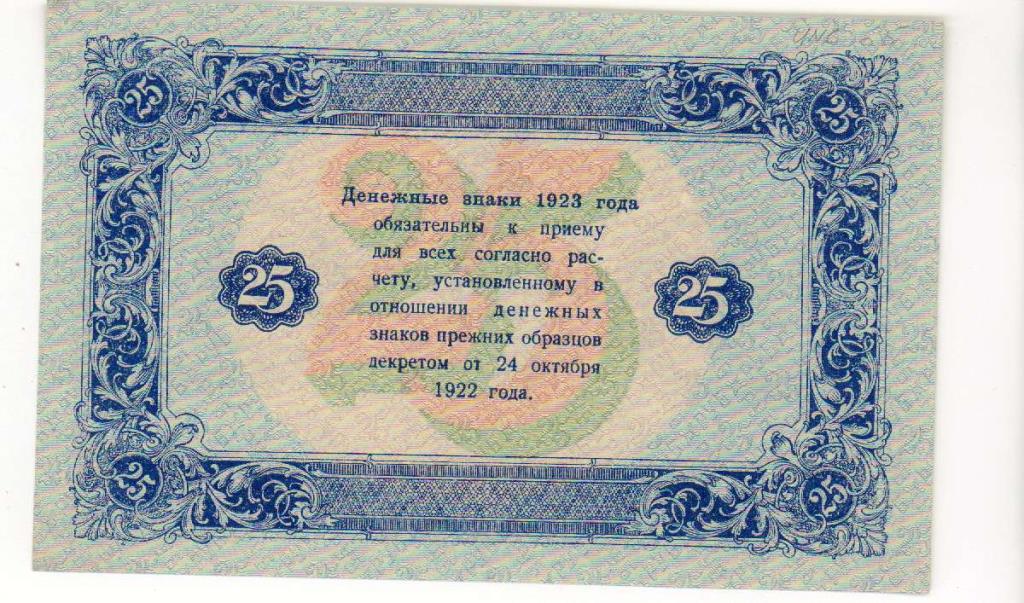 UNC
25 25
Денежные знаки 1923 года
обязательны к приему
для всех согласно рас-
чету, установленному в
отношении денежных
знаков прежних образцов
декретом от 24 октября
1922 года.
25 25
25 25